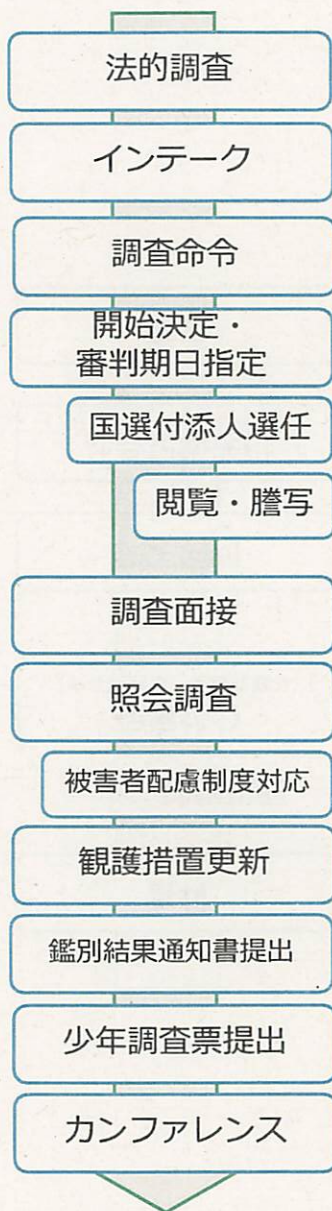 法的調査
インテーク
調査命令
開始決定・
審判期日指定
国選付添人選任
閲覧・謄写
調査面接
照会調査
被害者配慮制度対応
観護措置更新
鑑別結果通知書提出
少年調査票提出
カンファレンス